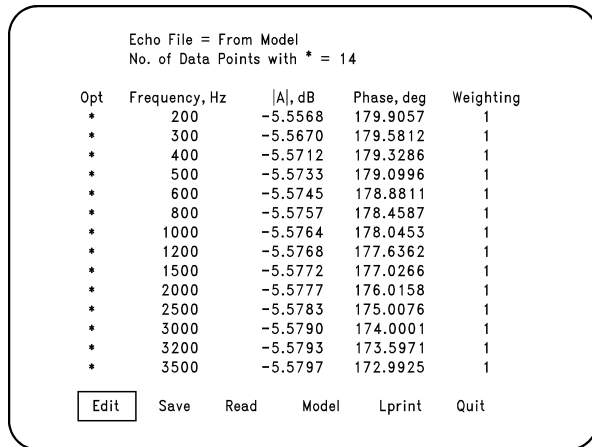 Echo File = From Model
No. of Data Points with * = 14
Opt Frequency, Hz |A|, dB Phase, deg Weighting
* 200 -5.5568 179.9057 1
* 300 -5.5670 179.5812 1
* 400 -5.5712 179.3286 1
* 500 -5.5733 179.0996 1
* 600 -5.5745 178.8811 1
* 800 -5.5757 178.4587 1
* 1000 -5.5764 178.0453 1
* 1200 -5.5768 177.6362 1
* 1500 -5.5772 177.0266 1
* 2000 -5.5777 176.0158 1
* 2500 -5.5783 175.0076 1
* 3000 -5.5790 174.0001 1
* 3200 -5.5793 173.5971 1
* 3500 -5.5797 172.9925 1
Edit Save Read Model Lprint Quit